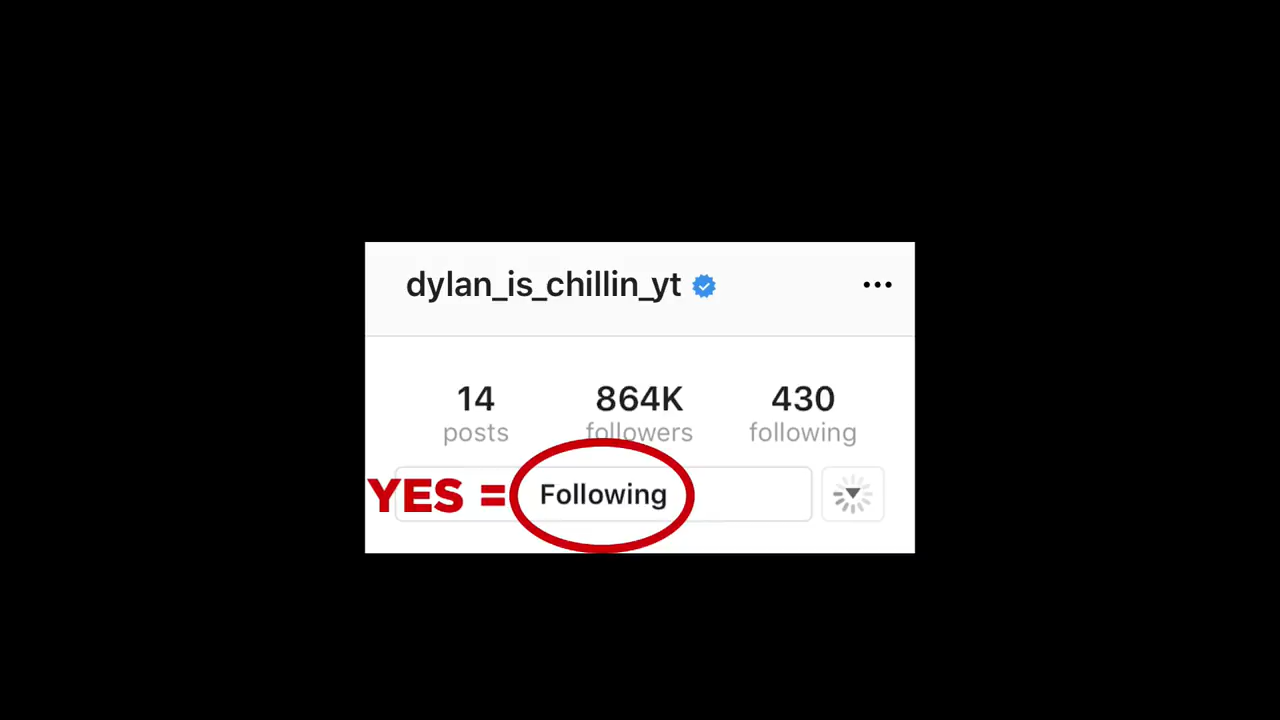 dylan_is_chillin_yt
14 864K 430
posts followers following
YES = Following